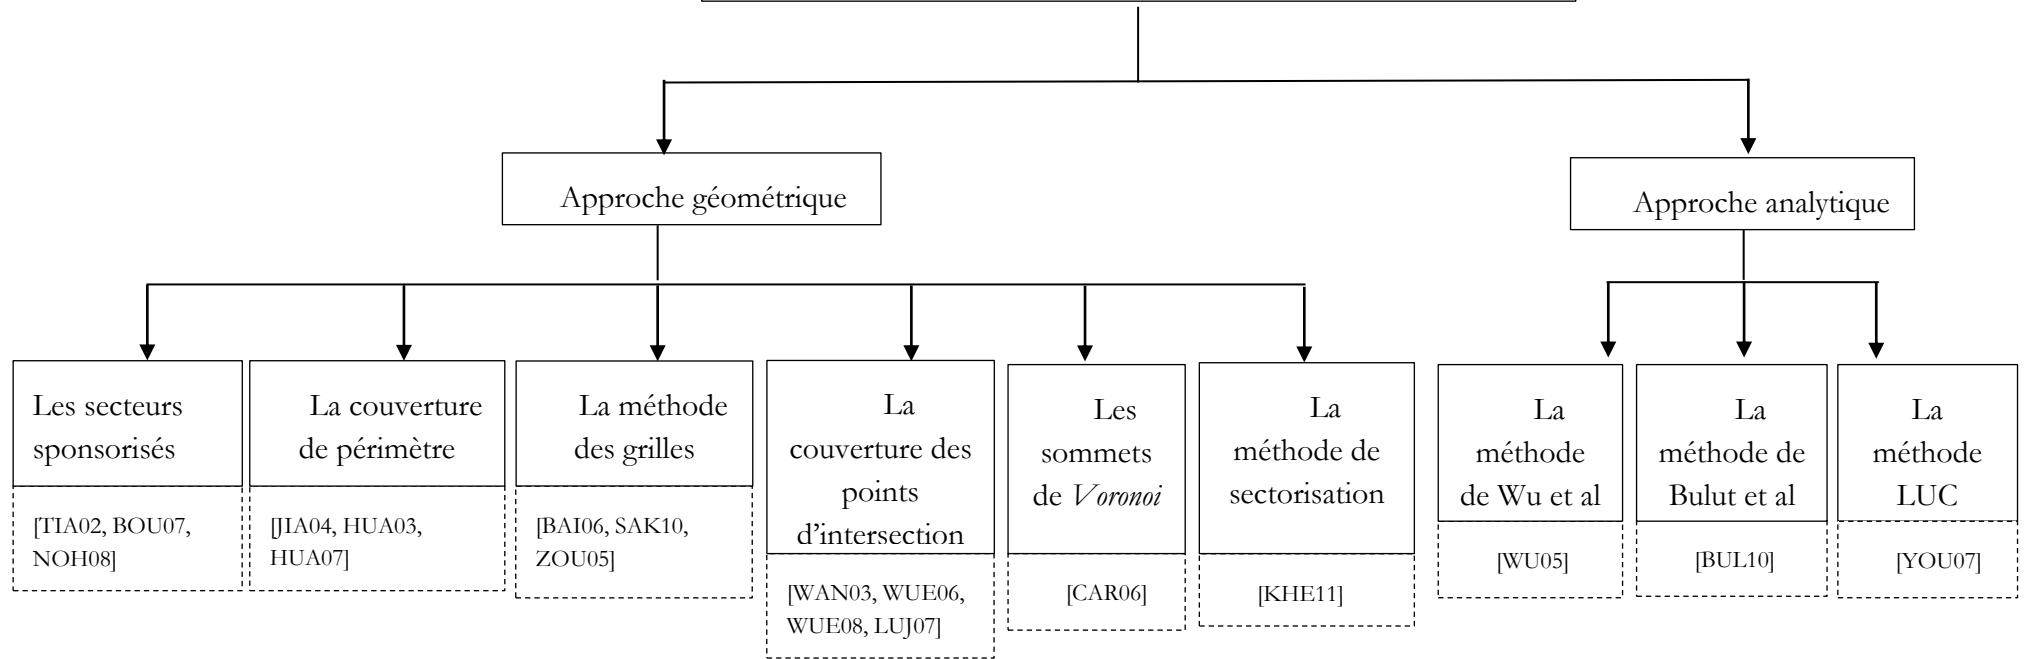 Approche géométrique
Approche analytique
Les secteurs
sponsorisés
[TIA02, BOU07,
NOH08]
La couverture
de périmètre
[JIA04, HUA03,
HUA07]
La méthode
des grilles
[BAI06, SAK10,
ZOU05]
La
couverture des
points
d'intersection
[WAN03, WUE06,
WUE08, LUJ07]
Les
sommets
de Voronoi
[CAR06]
La
méthode de
sectorisation
[KHE11]
La
méthode
de Wu et al
[WU05]
La
méthode de
Bulut et al
[BUL10]
La
méthode
LUC
[YOU07]